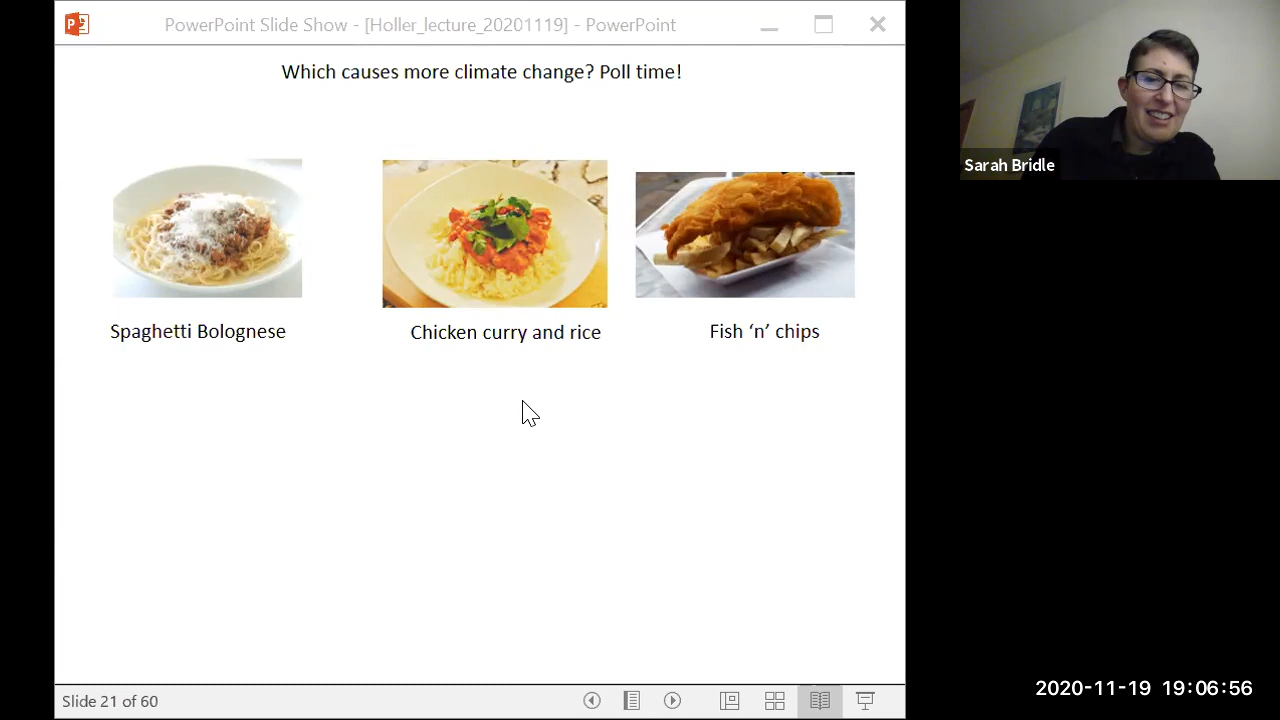 PowerPoint Slide Show - [Holler_lecture_20201119] - PowerPoint
Which causes more climate change? Poll time!
Sarah Bridle
Spaghetti Bolognese
Chicken curry and rice
Fish ‘n’ chips
Slide 21 of 60
2020-11-19 19:06:56